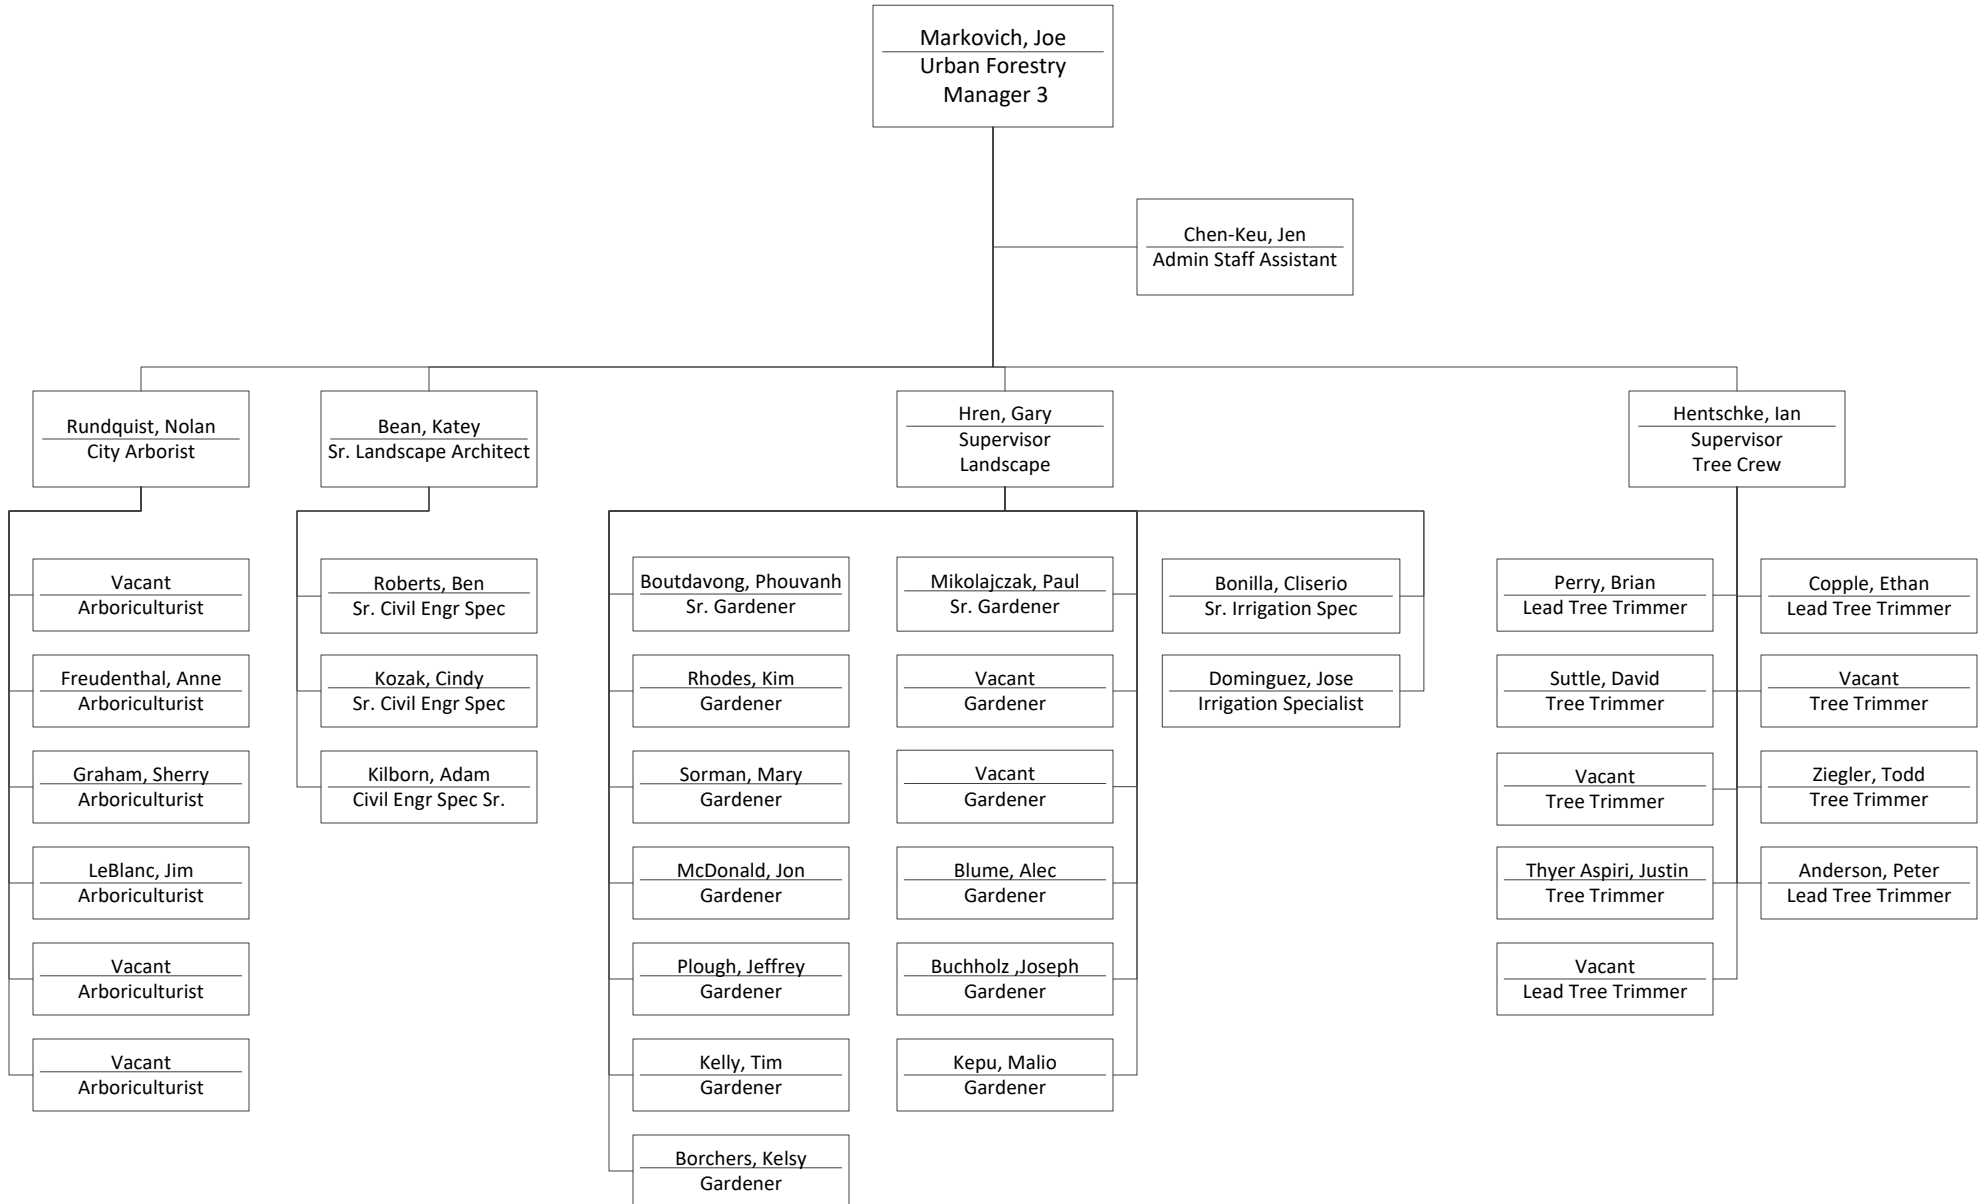 Markovich, Joe
Urban Forestry
Manager 3
Chen-Keu, Jen
Admin Staff Assistant
Rundquist, Nolan
City Arborist
Bean, Katey
Sr. Landscape Architect
Hren, Gary
Supervisor
Landscape
Hentschke, Ian
Supervisor
Tree Crew
Vacant
Arboriculturist
Freudenthal, Anne
Arboriculturist
Graham, Sherry
Arboriculturist
LeBlanc, Jim
Arboriculturist
Vacant
Arboriculturist
Vacant
Arboriculturist
Roberts, Ben
Sr. Civil Engr Spec
Kozak, Cindy
Sr. Civil Engr Spec
Kilborn, Adam
Civil Engr Spec Sr.
Boutdavong, Phouvanh
Sr. Gardener
Rhodes, Kim
Gardener
Sorman, Mary
Gardener
McDonald, Jon
Gardener
Plough, Jeffrey
Gardener
Kelly, Tim
Gardener
Borchers, Kelsy
Gardener
Mikolajczak, Paul
Sr. Gardener
Vacant
Gardener
Vacant
Gardener
Blume, Alec
Gardener
Buchholz ,Joseph
Gardener
Kepu, Malio
Gardener
Bonilla, Cliserio
Sr. Irrigation Spec
Dominguez, Jose
Irrigation Specialist
Perry, Brian
Lead Tree Trimmer
Suttle, David
Tree Trimmer
Vacant
Tree Trimmer
Thyer Aspiri, Justin
Tree Trimmer
Vacant
Lead Tree Trimmer
Copple, Ethan
Lead Tree Trimmer
Vacant
Tree Trimmer
Ziegler, Todd
Tree Trimmer
Anderson, Peter
Lead Tree Trimmer